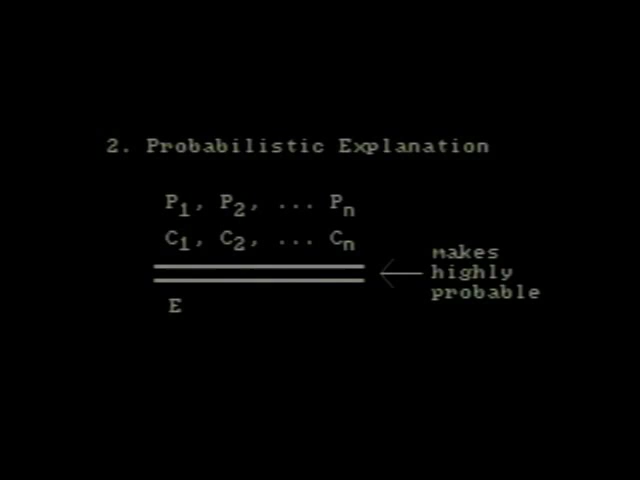 2. Probabilistic Explanation
P₁, P₂, ... Pₙ
C₁, C₂, ... Cₙ
makes
highly
probable
E